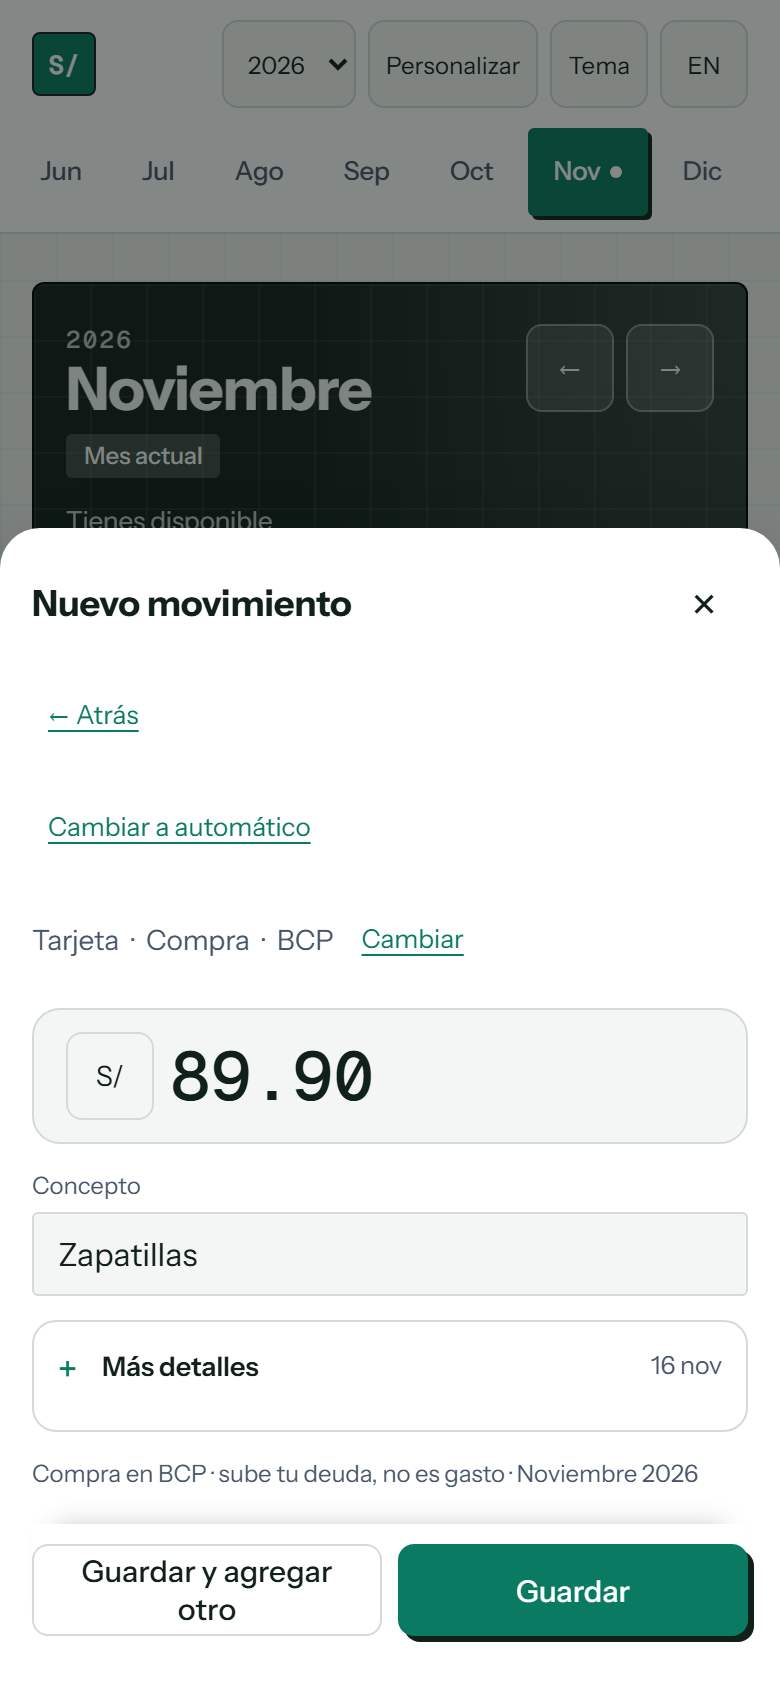 S/
2026
Personalizar
Tema
EN
Jun
Jul
Ago
Sep
Oct
Nov
Dic
2026
Noviembre
← →
Mes actual
Tienes disponible
Nuevo movimiento
×
← Atrás
Cambiar a automático
Tarjeta · Compra · BCP Cambiar
S/ 89.90
Concepto
Zapatillas
+ Más detalles 16 nov
Compra en BCP · sube tu deuda, no es gasto · Noviembre 2026
Guardar y agregar
otro
Guardar